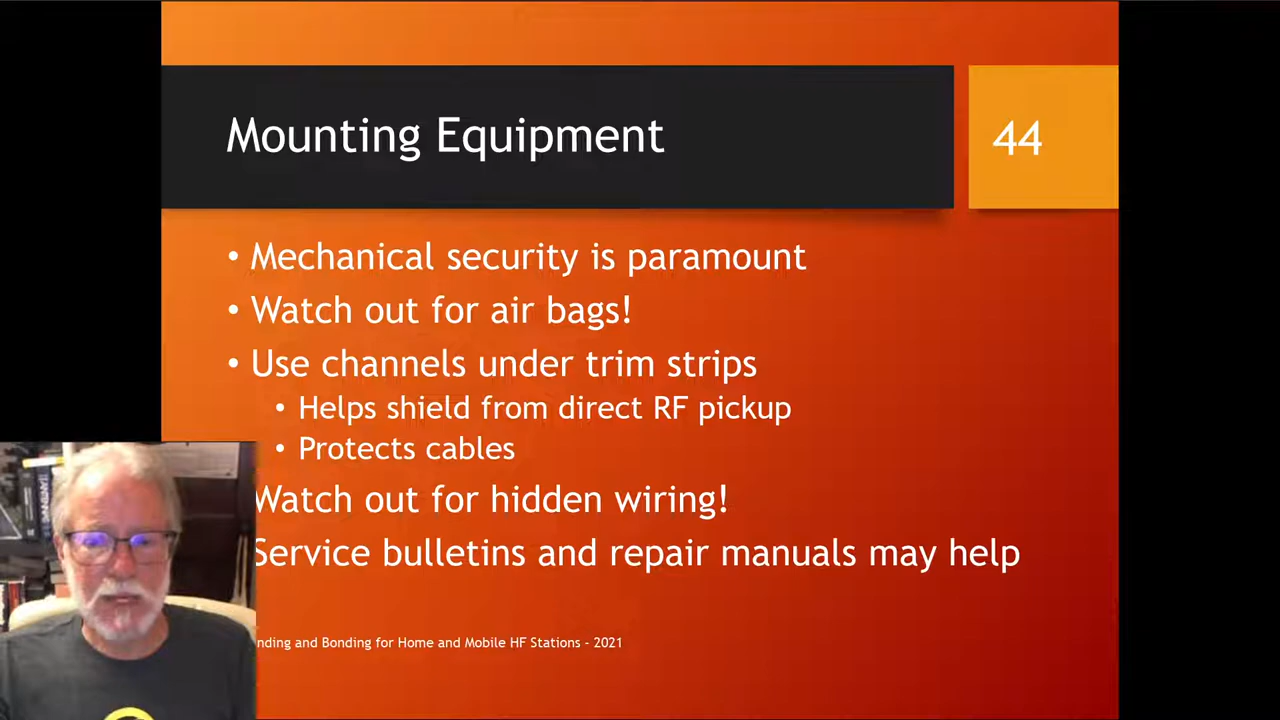 Mounting Equipment
44
• Mechanical security is paramount
• Watch out for air bags!
• Use channels under trim strips
• Helps shield from direct RF pickup
• Protects cables
Watch out for hidden wiring!
Service bulletins and repair manuals may help
nding and Bonding for Home and Mobile HF Stations - 2021